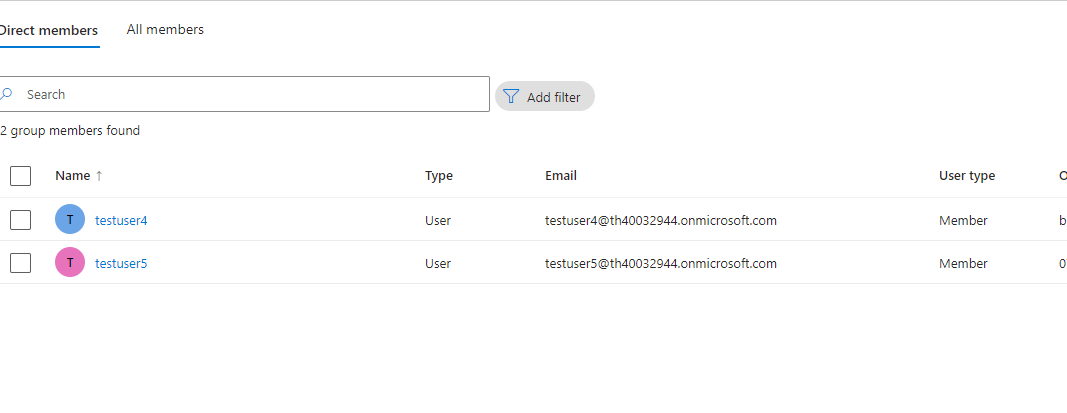 Direct members All members
Search Add filter
2 group members found
Name ↑ Type Email User type
T testuser4 User testuser4@th40032944.onmicrosoft.com Member
T testuser5 User testuser5@th40032944.onmicrosoft.com Member